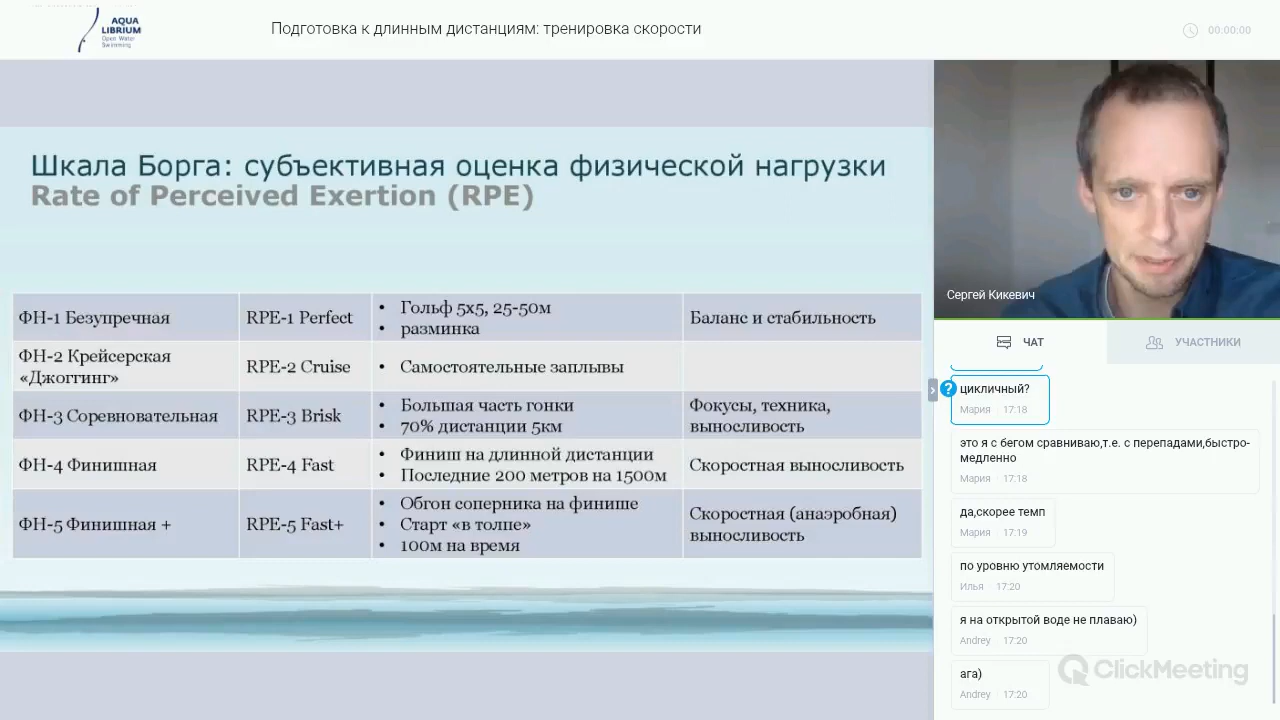 AQUA
LIBRIUM
Open Water
Swimming
Подготовка к длинным дистанциям: тренировка скорости
00:00:00
Шкала Борга: субъективная оценка физической нагрузки
Rate of Perceived Exertion (RPE)
ФН-1 Безупречная
RPE-1 Perfect
• Гольф 5х5, 25-50м
• разминка
Баланс и стабильность
ФН-2 Крейсерская
«Джоггинг»
RPE-2 Cruise
• Самостоятельные заплывы
ФН-3 Соревновательная
RPE-3 Brisk
• Большая часть гонки
• 70% дистанции 5км
Фокусы, техника,
выносливость
ФН-4 Финишная
RPE-4 Fast
• Финиш на длинной дистанции
• Последние 200 метров на 1500м
Скоростная выносливость
ФН-5 Финишная +
RPE-5 Fast+
• Обгон соперника на финише
• Старт «в толпе»
• 100м на время
Скоростная (анаэробная)
выносливость
Сергей Кикевич
ЧАТ
УЧАСТНИКИ
?
цикличный?
Мария 17:18
это я с бегом сравниваю,т.е. с перепадами,быстро-
медленно
Мария 17:18
да,скорее темп
Мария 17:19
по уровню утомляемости
Илья 17:20
я на открытой воде не плаваю)
Andrey 17:20
ага)
Andrey 17:20
ClickMeeting